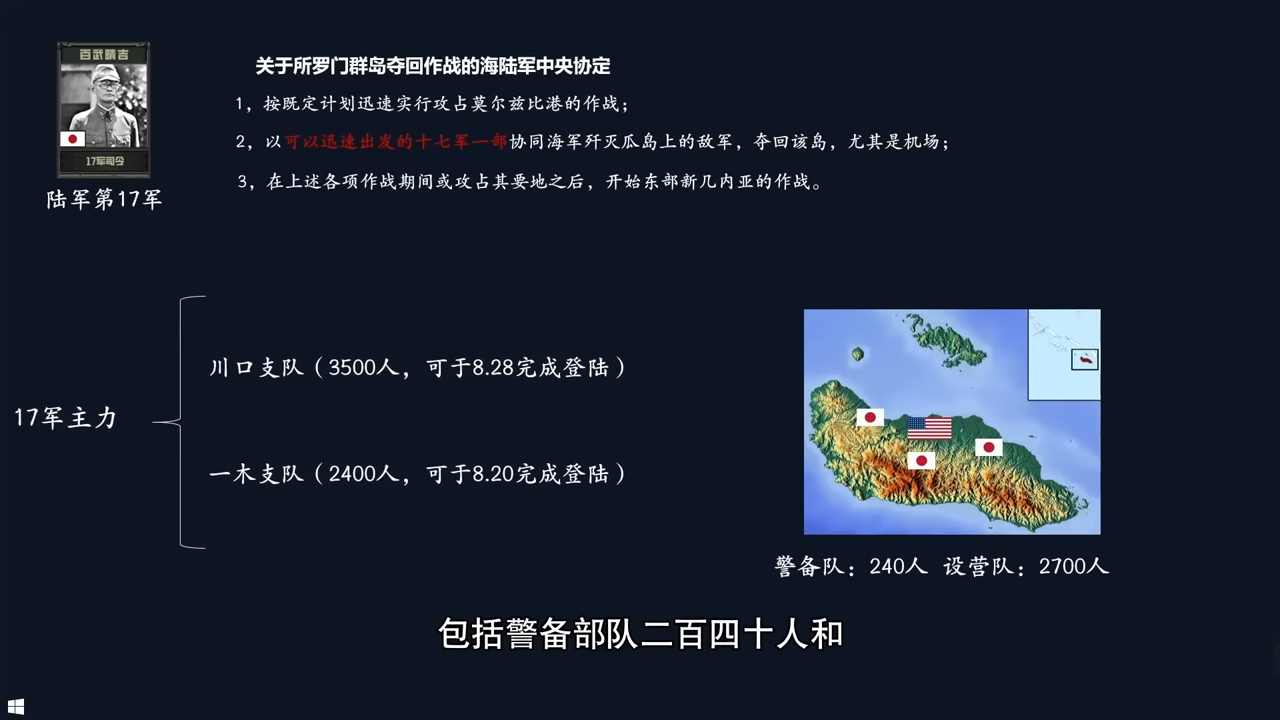 百武晴吉
17军司令
陆军第17军
关于所罗门群岛夺回作战的海陆军中央协定
1，按既定计划迅速实行攻占莫尔兹比港的作战；
2，以可以迅速出发的十七军一部协同海军歼灭瓜岛上的敌军，夺回该岛，尤其是机场；
3，在上述各项作战期间或攻占其要地之后，开始东部新几内亚的作战。
17军主力
川口支队（3500人，可于8.28完成登陆）
一木支队（2400人，可于8.20完成登陆）
警备队：240人 设营队：2700人
包括警备部队二百四十人和